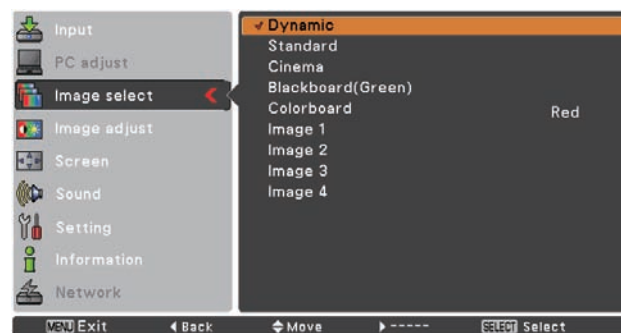 Input
PC adjust
Image select
Image adjust
Screen
Sound
Setting
Information
Network
Dynamic
Standard
Cinema
Blackboard(Green)
Colorboard Red
Image 1
Image 2
Image 3
Image 4
MENU Exit Back Move ----- SELECT Select